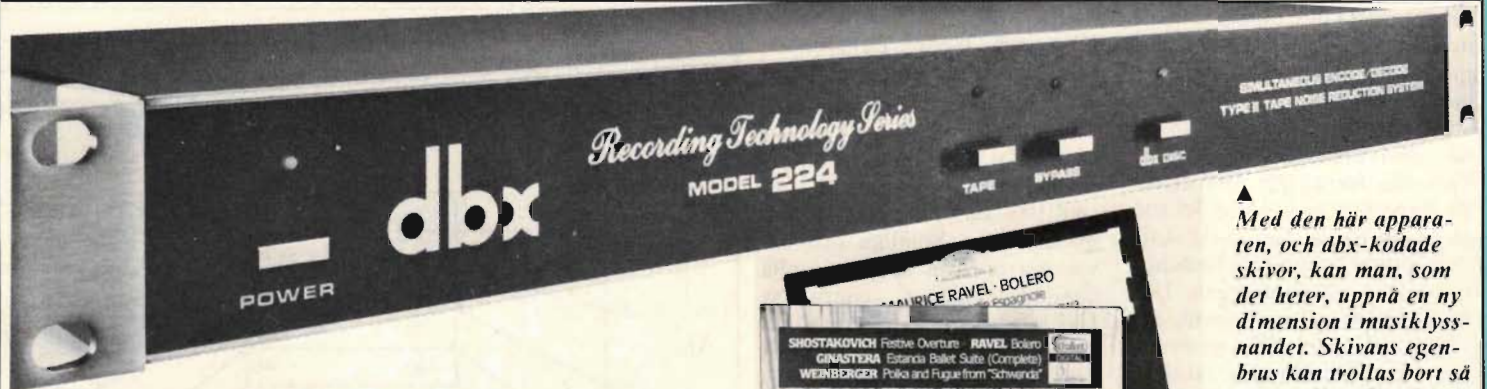 dbx
Recording Technology Series
MODEL 224
POWER
TAPE
BYPASS
dbx DISC
SIMULTANEOUS ENCODE/DECODE
TYPE II TAPE NOISE REDUCTION SYSTEM
MAURICE RAVEL · BOLERO
Espagnole
SHOSTAKOVICH Festive Overture · RAVEL Bolero
GINASTERA Estancia Ballet Suite (Complete)
WEINBERGER Polka and Fugue from "Schwanda"
DIGITAL
▲
Med den här appara-
ten, och dbx-kodade
skivor, kan man, som
det heter, uppnå en ny
dimension i musiklyss-
nandet. Skivans egen-
brus kan trollas bort så